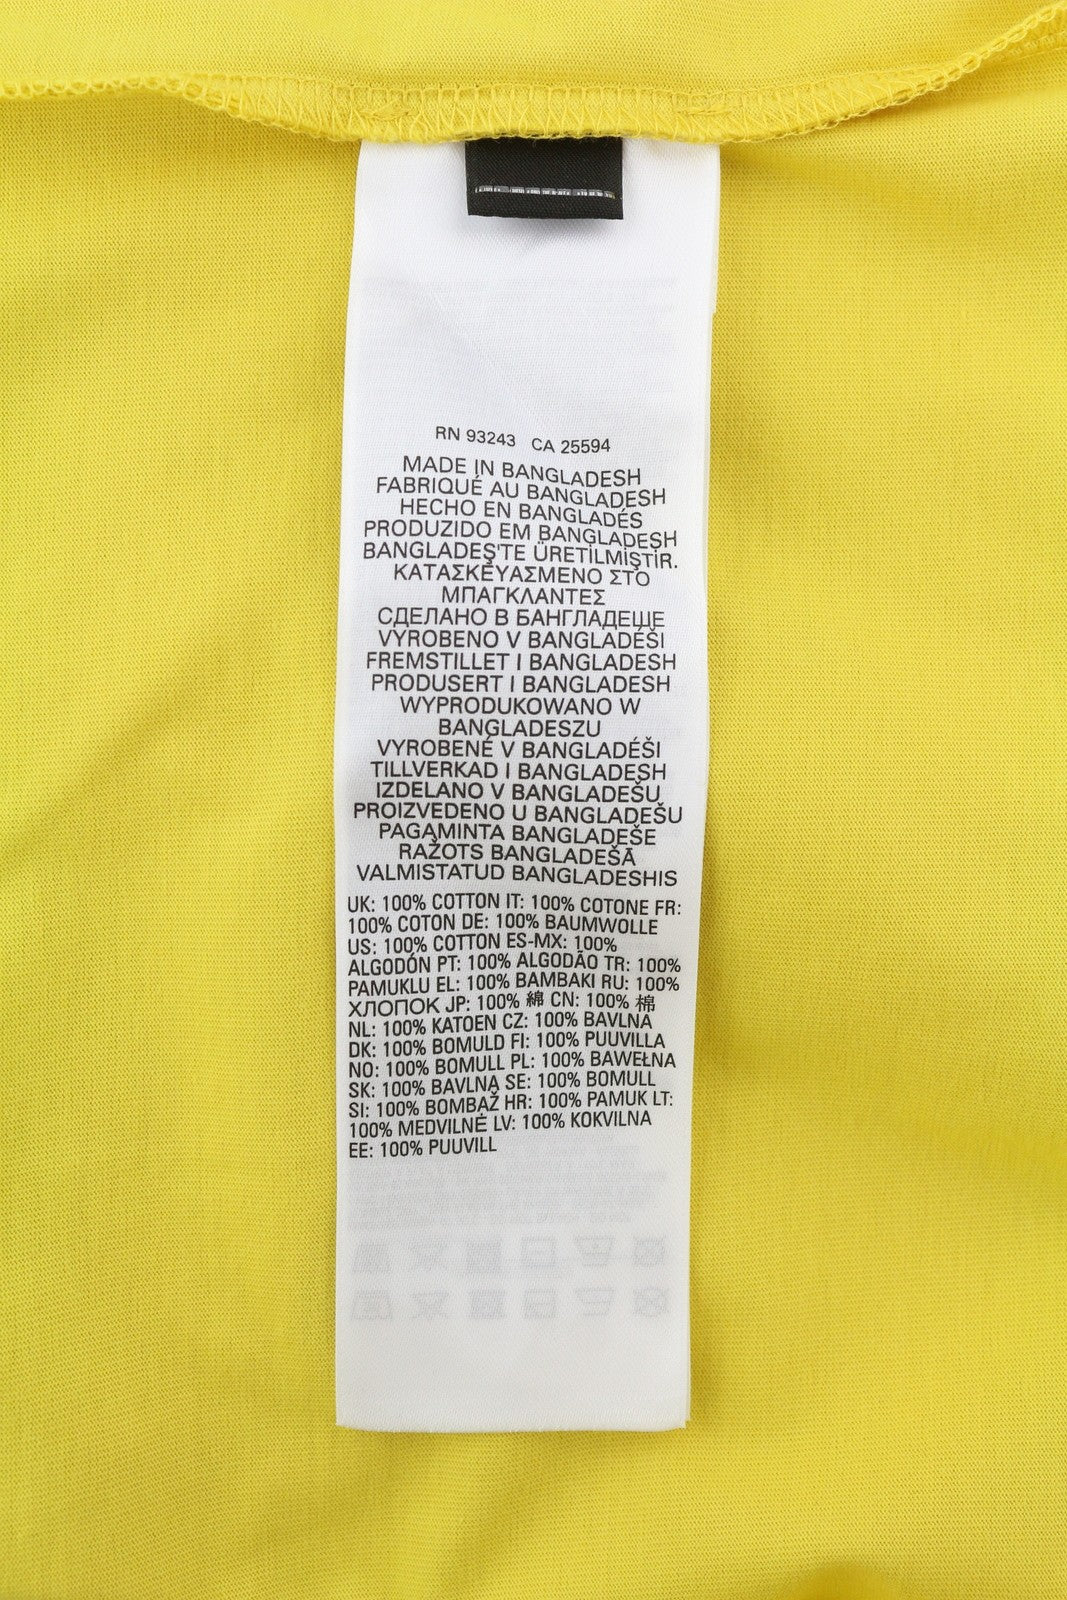 RN 93243 CA 25594
MADE IN BANGLADESH
FABRIQUÉ AU BANGLADESH
HECHO EN BANGLADÉS
PRODUZIDO EM BANGLADESH
BANGLADEŞ'TE ÜRETİLMİŞTİR.
ΚΑΤΑΣΚΕΥΑΣΜΕΝΟ ΣΤΟ
ΜΠΑΓΚΛΑΝΤΕΣ
СДЕЛАНО В БАНГЛАДЕШЕ
VYROBENO V BANGLADÉŠI
FREMSTILLET I BANGLADESH
PRODUSERT I BANGLADESH
WYPRODUKOWANO W
BANGLADESZU
VYROBENÉ V BANGLADÉŠI
TILLVERKAD I BANGLADESH
IZDELANO V BANGLADEŠU
PROIZVEDENO U BANGLADEŠU
PAGAMINTA BANGLADEŠE
RAŽOTS BANGLADEŠĀ
VALMISTATUD BANGLADESHIS
UK: 100% COTTON IT: 100% COTONE FR:
100% COTON DE: 100% BAUMWOLLE
US: 100% COTTON ES-MX: 100%
ALGODÓN PT: 100% ALGODÃO TR: 100%
PAMUKLU EL: 100% ΒΑΜΒΑΚΙ RU: 100%
ХЛОПОК JP: 100% 綿 CN: 100% 棉
NL: 100% KATOEN CZ: 100% BAVLNA
DK: 100% BOMULD FI: 100% PUUVILLA
NO: 100% BOMULL PL: 100% BAWEŁNA
SK: 100% BAVLNA SE: 100% BOMULL
SI: 100% BOMBAŽ HR: 100% PAMUK LT:
100% MEDVILNĖ LV: 100% KOKVILNA
EE: 100% PUUVILL